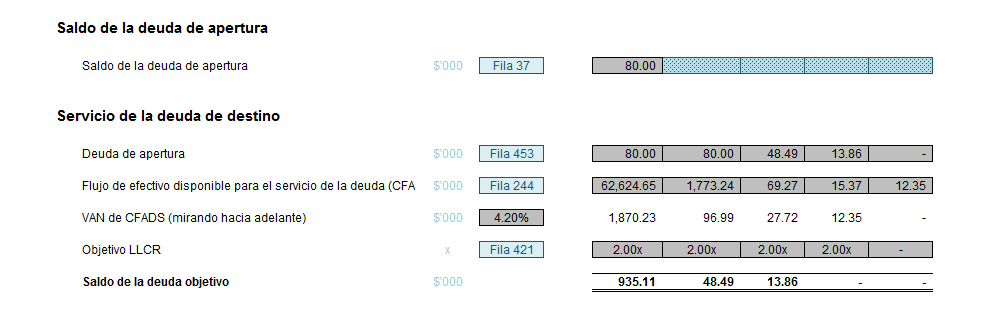 Saldo de la deuda de apertura
Saldo de la deuda de apertura $'000 Fila 37 80.00
Servicio de la deuda de destino
Deuda de apertura $'000 Fila 453 80.00 80.00 48.49 13.86 -
Flujo de efectivo disponible para el servicio de la deuda (CFA $'000 Fila 244 62,624.65 1,773.24 69.27 15.37 12.35
VAN de CFADS (mirando hacia adelante) $'000 4.20% 1,870.23 96.99 27.72 12.35 -
Objetivo LLCR x Fila 421 2.00x 2.00x 2.00x 2.00x -
Saldo de la deuda objetivo $'000 935.11 48.49 13.86 - -